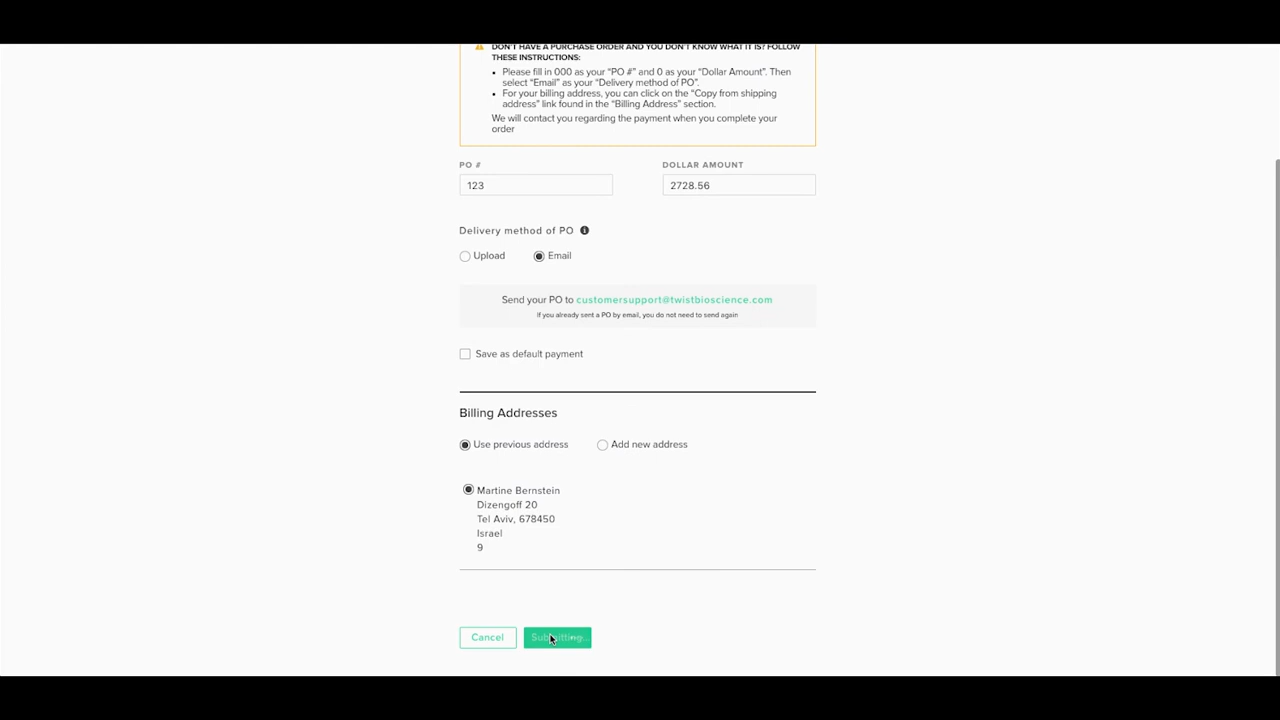 DON'T HAVE A PURCHASE ORDER AND YOU DON'T KNOW WHAT IT IS? FOLLOW
THESE INSTRUCTIONS:
• Please fill in 000 as your "PO #" and 0 as your "Dollar Amount". Then
select "Email" as your "Delivery method of PO".
• For your billing address, you can click on the "Copy from shipping
address" link found in the "Billing Address" section.
We will contact you regarding the payment when you complete your
order
PO # DOLLAR AMOUNT
123 2728.56
Delivery method of PO
Upload Email
Send your PO to customersupport@twistbioscience.com
If you already sent a PO by email, you do not need to send again
Save as default payment
Billing Addresses
Use previous address Add new address
Martine Bernstein
Dizengoff 20
Tel Aviv, 678450
Israel
9
Cancel Submitting...